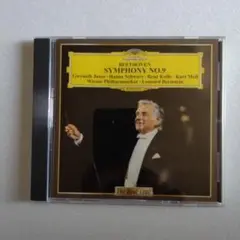 BEETHOVEN
SYMPHONY NO.9
Gwyneth Jones · Hanna Schwarz · René Kollo · Kurt Moll
Wiener Philharmoniker · Leonard Bernstein